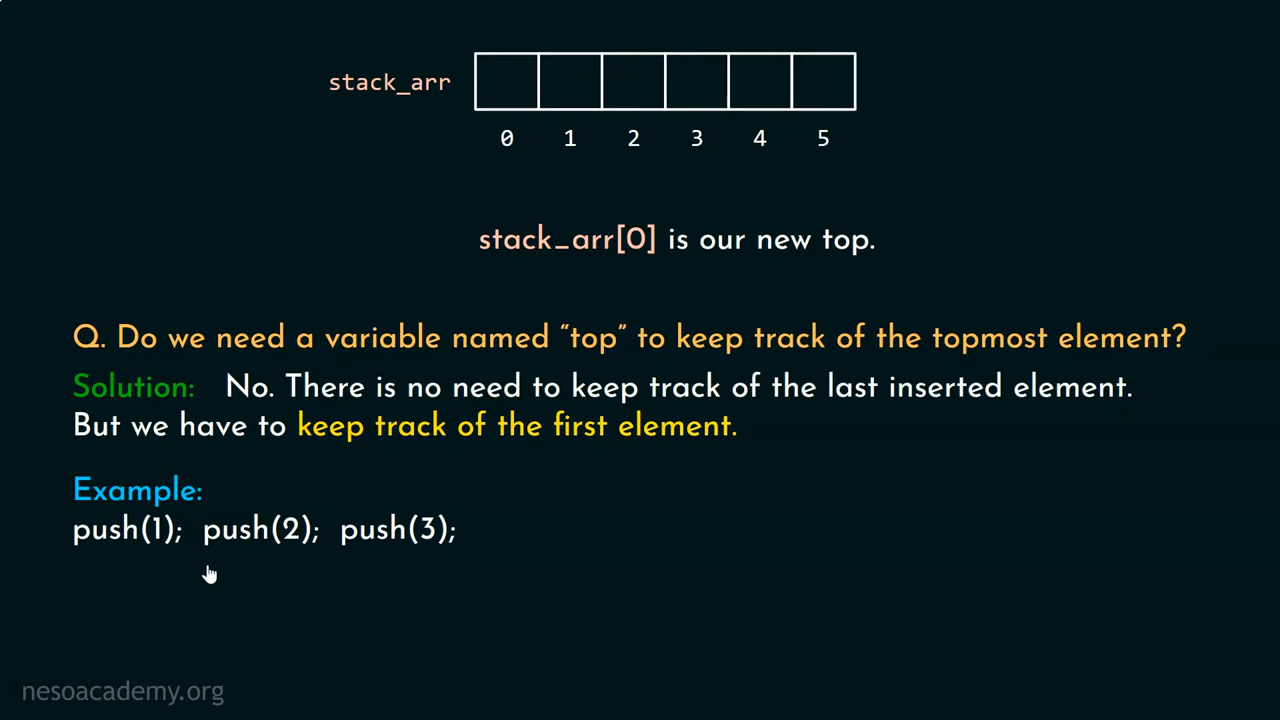 stack_arr
0 1 2 3 4 5
stack_arr[0] is our new top.
Q. Do we need a variable named “top” to keep track of the topmost element?
Solution: No. There is no need to keep track of the last inserted element.
But we have to keep track of the first element.
Example:
push(1); push(2); push(3);
nesoacademy.org